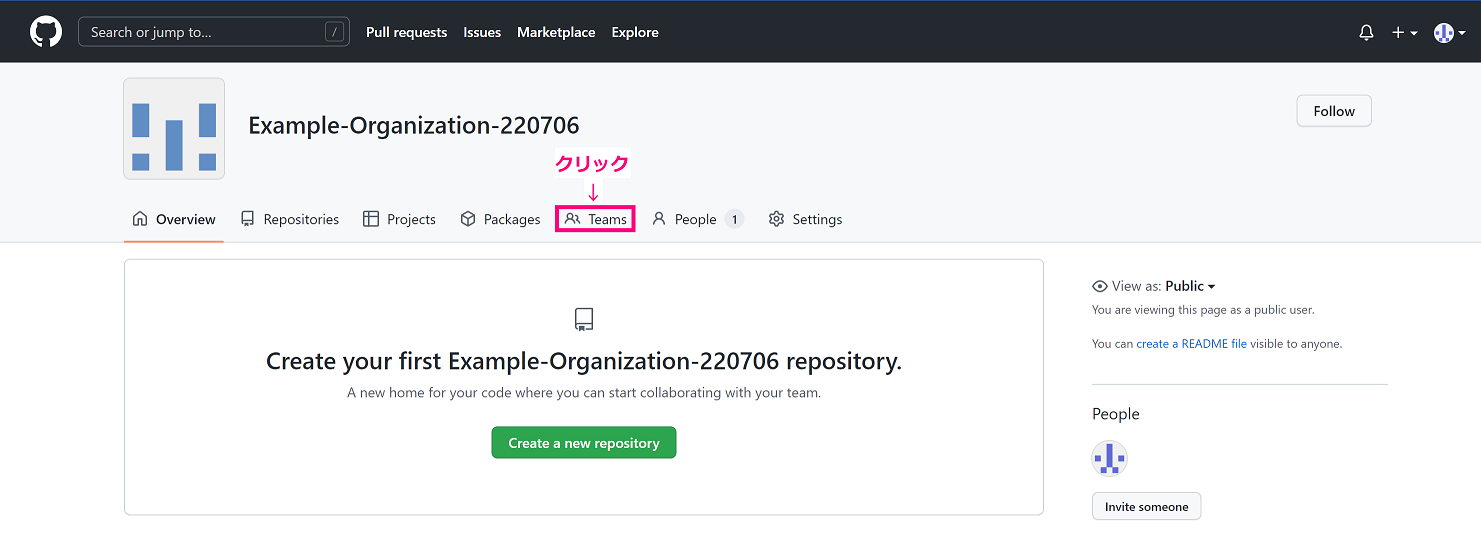 Search or jump to... /
Pull requests Issues Marketplace Explore
Example-Organization-220706
Follow
クリック
↓
Overview Repositories Projects Packages Teams People 1 Settings
Create your first Example-Organization-220706 repository.
A new home for your code where you can start collaborating with your team.
Create a new repository
View as: Public
You are viewing this page as a public user.
You can create a README file visible to anyone.
People
Invite someone